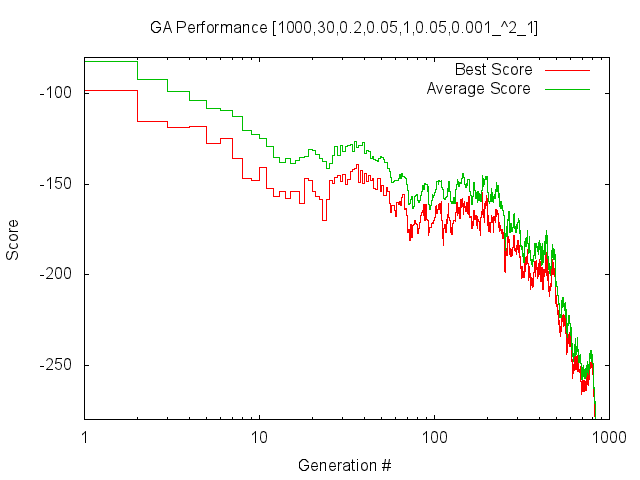 GA Performance [1000,30,0.2,0.05,1,0.05,0.001_^2_1]
Best Score
Average Score
-100
-150
-200
-250
Score
1 10 100 1000
Generation #